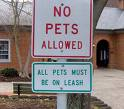 NO
PETS
ALLOWED
ALL PETS MUST
BE ON LEASH